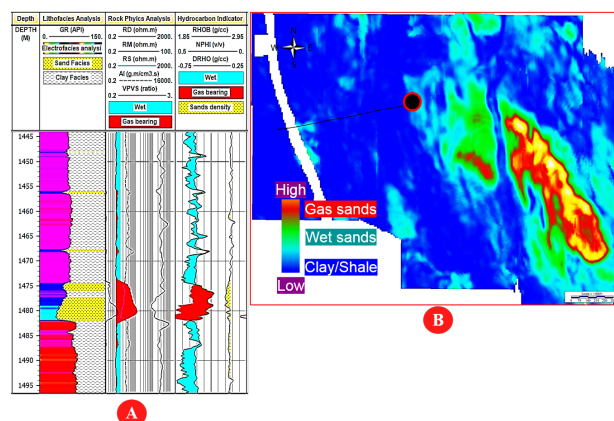 Depth Lithofacies Analysis Rock Phyics Analysis Hydrocarbon Indicator
DEPTH (M)
GR (API)
0. 150.
Electrofacies analysi
Sand Facies
Clay Facies
RD (ohm.m)
0.2 2000.
RM (ohm.m)
0.2 100.
RS (ohm.m)
0.2 2000.
AI (g.m/cm3.s)
0.2 16000.
VPVS (ratio)
0.2 3.
Wet
Gas bearing
RHOB (g/cc)
1.85 2.95
NPHI (v/v)
0.6 0.
DRHO (g/cc)
-0.75 0.25
Wet
Gas bearing
Sands density
1445
1450
1455
1460
1465
1470
1475
1480
1485
1490
1495
A
N
W E
S
High
Gas sands
Wet sands
Clay/Shale
Low
B